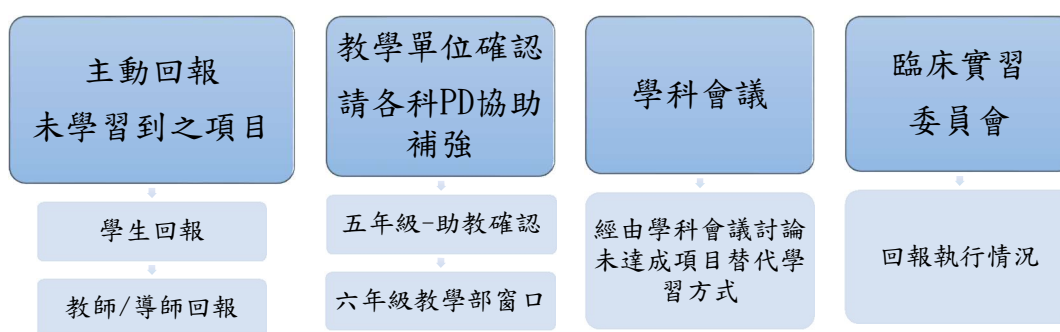 主動回報
未學習到之項目
學生回報
教師/導師回報
教學單位確認
請各科PD協助
補強
五年級-助教確認
六年級教學部窗口
學科會議
經由學科會議討論
未達成項目替代學
習方式
臨床實習
委員會
回報執行情況